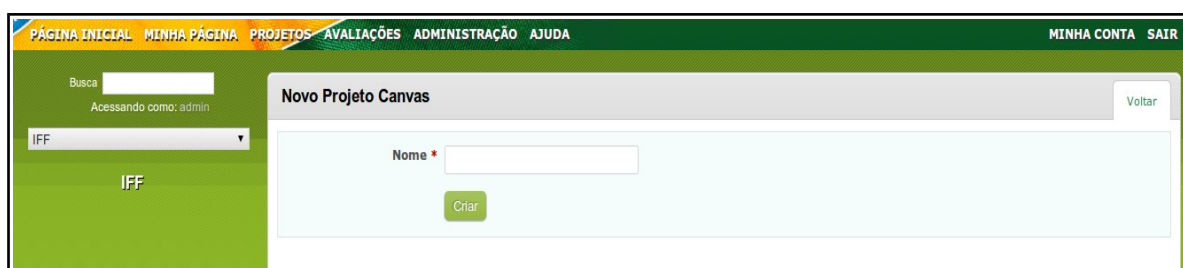 PÁGINA INICIAL MINHA PÁGINA PROJETOS AVALIAÇÕES ADMINISTRAÇÃO AJUDA MINHA CONTA SAIR
Busca
Acessando como: admin
IFF
IFF
Novo Projeto Canvas Voltar
Nome *
Criar